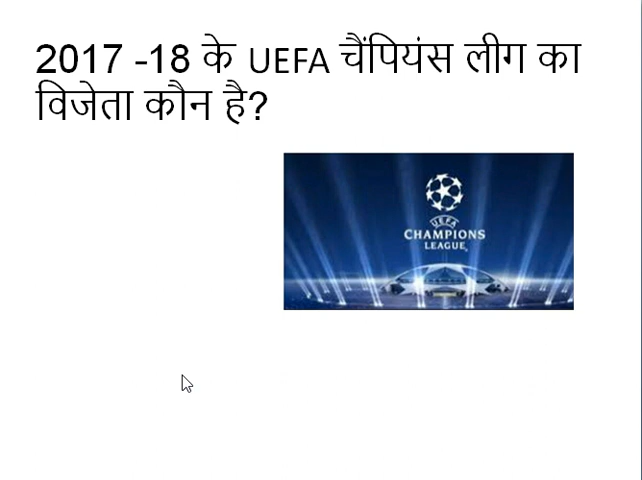 2017 -18 के UEFA चैंपियंस लीग का
विजेता कौन है?
UEFA
CHAMPIONS
LEAGUE